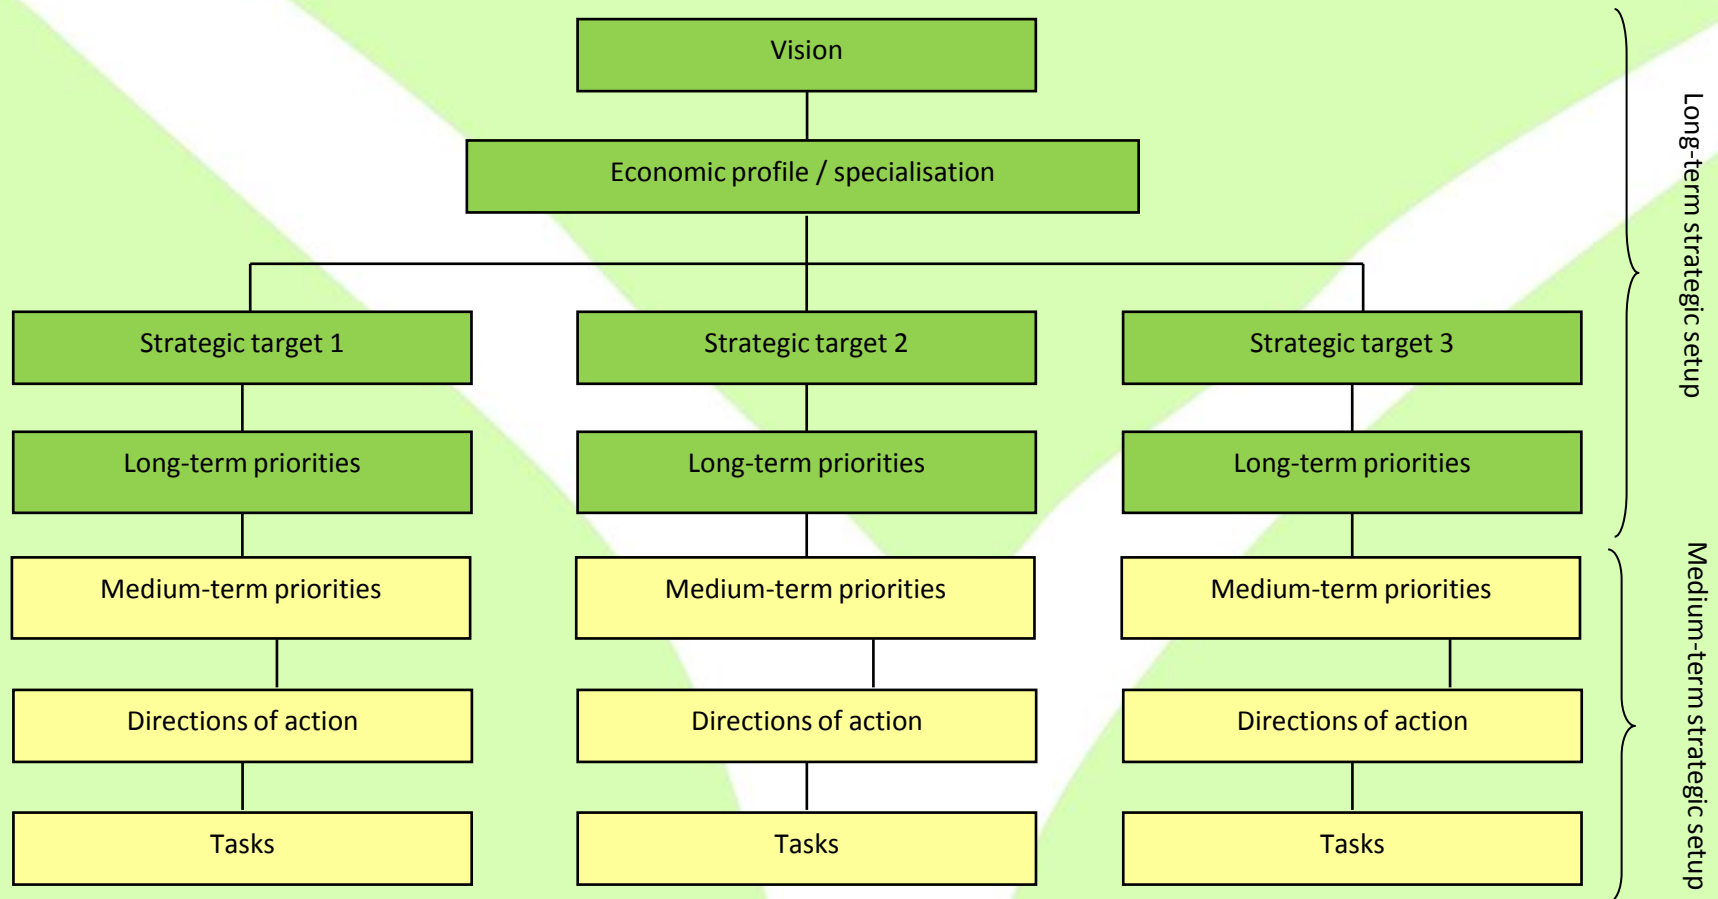 Vision
Economic profile / specialisation
Strategic target 1
Strategic target 2
Strategic target 3
Long-term priorities
Long-term priorities
Long-term priorities
Medium-term priorities
Medium-term priorities
Medium-term priorities
Directions of action
Directions of action
Directions of action
Tasks
Tasks
Tasks
Long-term strategic setup
Medium-term strategic setup